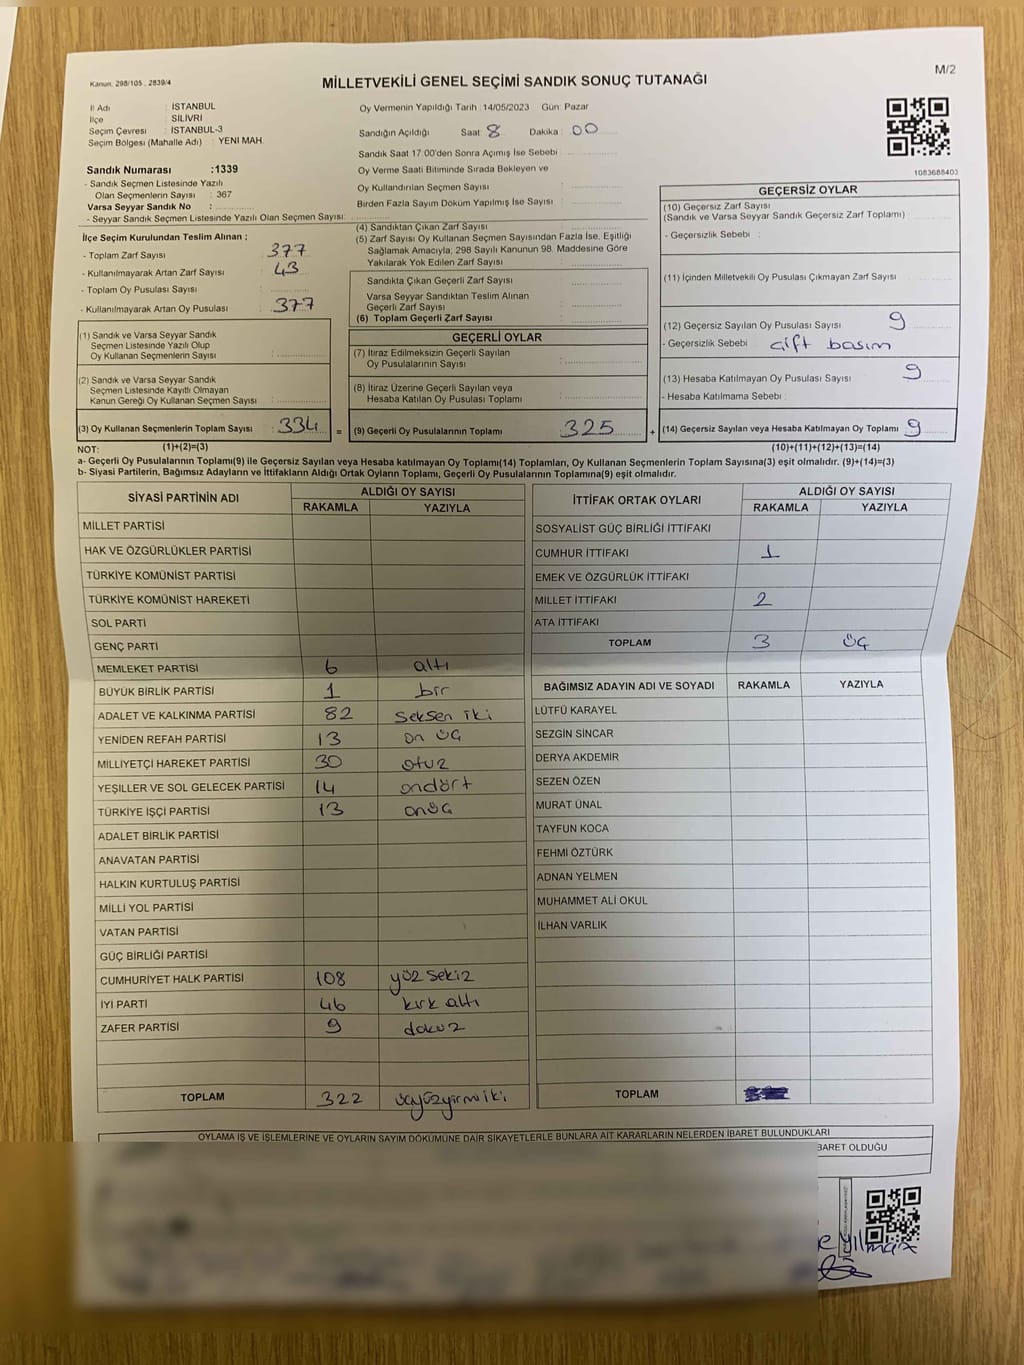 Kanun: 298/105 , 2839/4
MİLLETVEKİLİ GENEL SEÇİMİ SANDIK SONUÇ TUTANAĞI
M/2
İl Adı : İSTANBUL
İlçe : SİLİVRİ
Seçim Çevresi : İSTANBUL-3
Seçim Bölgesi (Mahalle Adı) : YENİ MAH.
Oy Vermenin Yapıldığı Tarih : 14/05/2023 Gün: Pazar
Sandığın Açıldığı Saat 8 Dakika : 00
Sandık Saat 17:00'den Sonra Açımış İse Sebebi :
Oy Verme Saati Bitiminde Sırada Bekleyen ve
Oy Kullandırılan Seçmen Sayısı :
Birden Fazla Sayım Döküm Yapılmış İse Sayısı :
1083688403
Sandık Numarası :1339
- Sandık Seçmen Listesinde Yazılı
Olan Seçmenlerin Sayısı : 367
Varsa Seyyar Sandık No :
- Seyyar Sandık Seçmen Listesinde Yazılı Olan Seçmen Sayısı:
İlçe Seçim Kurulundan Teslim Alınan ;
- Toplam Zarf Sayısı : 377
- Kullanılmayarak Artan Zarf Sayısı : 43
- Toplam Oy Pusulası Sayısı :
- Kullanılmayarak Artan Oy Pusulası : 377
(4) Sandıktan Çıkan Zarf Sayısı :
(5) Zarf Sayısı Oy Kullanan Seçmen Sayısından Fazla İse, Eşitliği
Sağlamak Amacıyla; 298 Sayılı Kanunun 98. Maddesine Göre
Yakılarak Yok Edilen Zarf Sayısı :
Sandıkta Çıkan Geçerli Zarf Sayısı :
Varsa Seyyar Sandıktan Teslim Alınan
Geçerli Zarf Sayısı :
(6) Toplam Geçerli Zarf Sayısı :
GEÇERSİZ OYLAR
(10) Geçersiz Zarf Sayısı
(Sandık ve Varsa Seyyar Sandık Geçersiz Zarf Toplamı) :
- Geçersizlik Sebebi :
(11) İçinden Milletvekili Oy Pusulası Çıkmayan Zarf Sayısı :
(12) Geçersiz Sayılan Oy Pusulası Sayısı : 9
- Geçersizlik Sebebi : çift basım
(13) Hesaba Katılmayan Oy Pusulası Sayısı : 9
- Hesaba Katılmama Sebebi :
(1) Sandık ve Varsa Seyyar Sandık
Seçmen Listesinde Yazılı Olup
Oy Kullanan Seçmenlerin Sayısı :
(2) Sandık ve Varsa Seyyar Sandık
Seçmen Listesinde Kayıtlı Olmayan
Kanun Gereği Oy Kullanan Seçmen Sayısı :
GEÇERLİ OYLAR
(7) İtiraz Edilmeksizin Geçerli Sayılan
Oy Pusulalarının Sayısı :
(8) İtiraz Üzerine Geçerli Sayılan veya
Hesaba Katılan Oy Pusulası Toplamı :
(3) Oy Kullanan Seçmenlerin Toplam Sayısı : 334 = (9) Geçerli Oy Pusulalarının Toplamı : 325 + (14) Geçersiz Sayılan veya Hesaba Katılmayan Oy Toplamı 9
NOT: (1)+(2)=(3) (10)+(11)+(12)+(13)=(14)
a- Geçerli Oy Pusulalarının Toplamı(9) ile Geçersiz Sayılan veya Hesaba katılmayan Oy Toplamı(14) Toplamları, Oy Kullanan Seçmenlerin Toplam Sayısına(3) eşit olmalıdır. (9)+(14)=(3)
b- Siyasi Partilerin, Bağımsız Adayların ve İttifakların Aldığı Ortak Oyların Toplamı, Geçerli Oy Pusulalarının Toplamına(9) eşit olmalıdır.
SİYASİ PARTİNİN ADI ALDIĞI OY SAYISI
RAKAMLA YAZIYLA
MİLLET PARTİSİ
HAK VE ÖZGÜRLÜKLER PARTİSİ
TÜRKİYE KOMÜNİST PARTİSİ
TÜRKİYE KOMÜNİST HAREKETİ
SOL PARTİ
GENÇ PARTİ
MEMLEKET PARTİSİ 6 altı
BÜYÜK BİRLİK PARTİSİ 1 bir
ADALET VE KALKINMA PARTİSİ 82 seksen iki
YENİDEN REFAH PARTİSİ 13 on üç
MİLLİYETÇİ HAREKET PARTİSİ 30 otuz
YEŞİLLER VE SOL GELECEK PARTİSİ 14 ondört
TÜRKİYE İŞÇİ PARTİSİ 13 onüç
ADALET BİRLİK PARTİSİ
ANAVATAN PARTİSİ
HALKIN KURTULUŞ PARTİSİ
MİLLİ YOL PARTİSİ
VATAN PARTİSİ
GÜÇ BİRLİĞİ PARTİSİ
CUMHURİYET HALK PARTİSİ 108 yüz sekiz
İYİ PARTİ 46 kırk altı
ZAFER PARTİSİ 9 dokuz
TOPLAM 322 üçyüzyirmi iki
İTTİFAK ORTAK OYLARI ALDIĞI OY SAYISI
RAKAMLA YAZIYLA
SOSYALİST GÜÇ BİRLİĞİ İTTİFAKI
CUMHUR İTTİFAKI 1
EMEK VE ÖZGÜRLÜK İTTİFAKI
MİLLET İTTİFAKI 2
ATA İTTİFAKI
TOPLAM 3 üç
BAĞIMSIZ ADAYIN ADI VE SOYADI RAKAMLA YAZIYLA
LÜTFÜ KARAYEL
SEZGİN SİNCAR
DERYA AKDEMİR
SEZEN ÖZEN
MURAT ÜNAL
TAYFUN KOCA
FEHMİ ÖZTÜRK
ADNAN YELMEN
MUHAMMET ALİ OKUL
İLHAN VARLIK
TOPLAM
OYLAMA İŞ VE İŞLEMLERİNE VE OYLARIN SAYIM DÖKÜMÜNE DAİR ŞİKAYETLERLE BUNLARA AİT KARARLARIN NELERDEN İBARET BULUNDUKLARI
BARET OLDUĞU
e Yılmaz